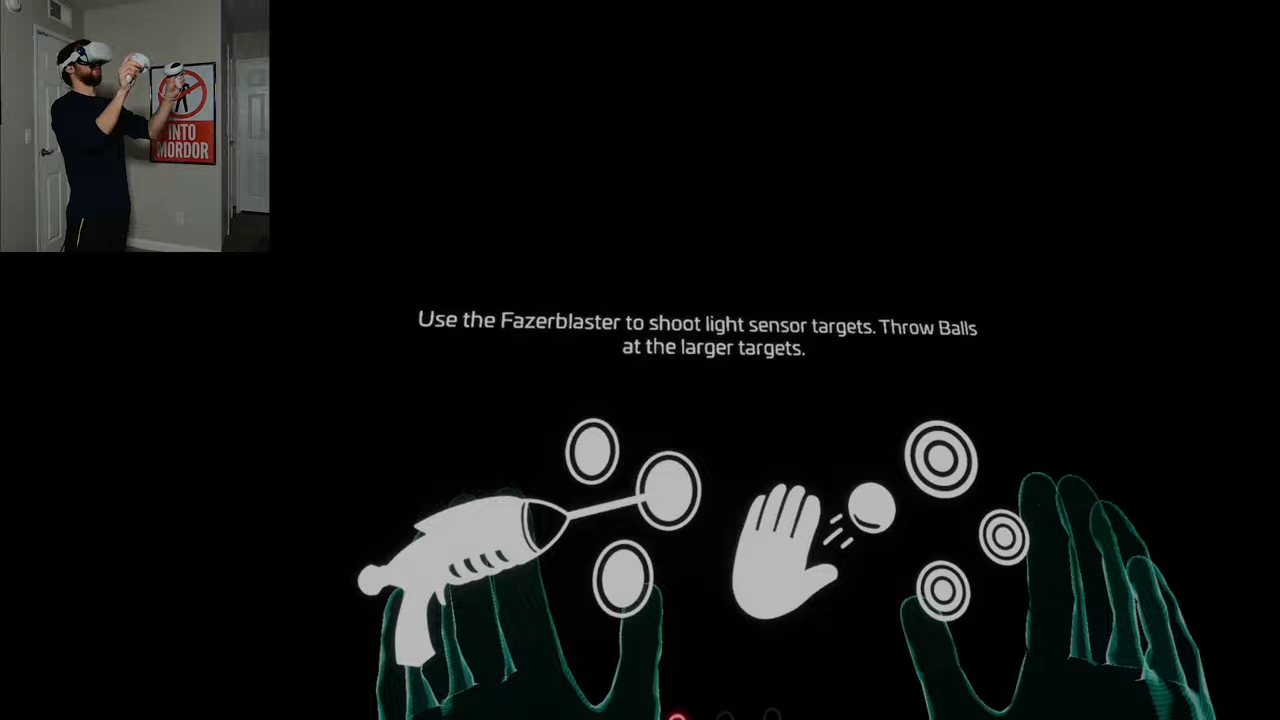 INTO
MORDOR
Use the Fazerblaster to shoot light sensor targets. Throw Balls
at the larger targets.